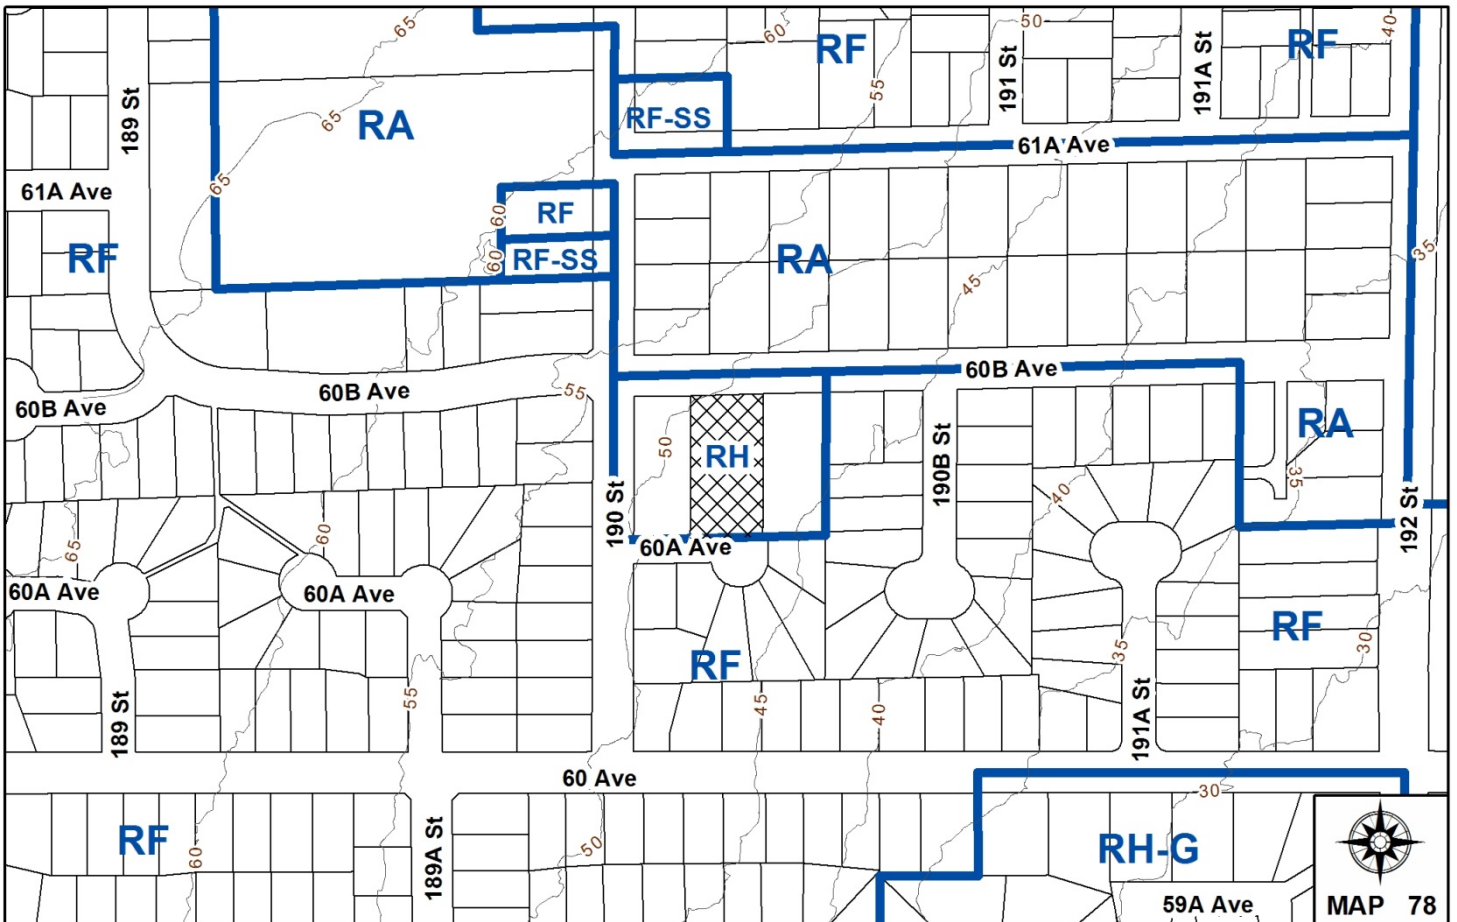 65
60
RF
50
RF
40
189 St
RA
65
RF-SS
55
191 St
191A St
61A Ave
61A Ave
65
60
RF
RF
60
RF-SS
RA
45
35
60B Ave
60B Ave
55
60B Ave
50
RH
190B St
RA
35
40
65
60
190 St
60A Ave
192 St
60A Ave
60A Ave
RF
RF
35
30
189 St
55
45
40
191A St
60 Ave
30
RF
60
189A St
50
RH-G
59A Ave
MAP 78